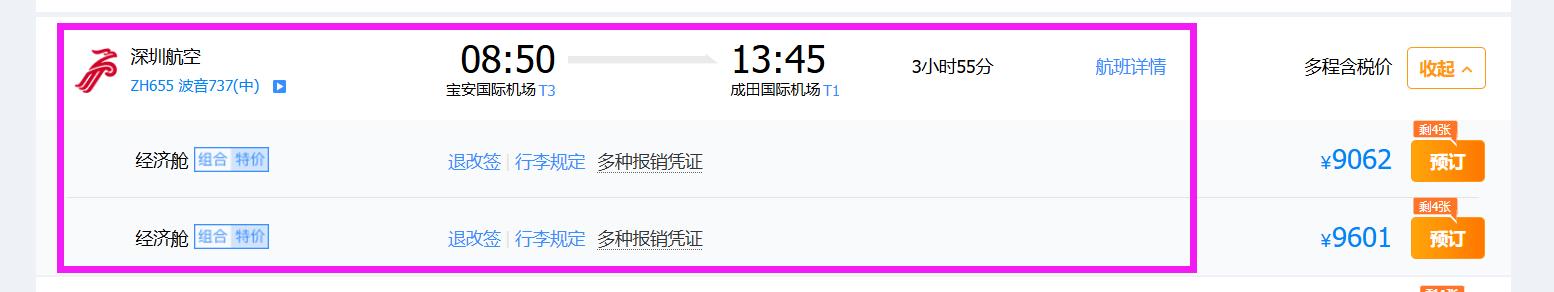 深圳航空
ZH655 波音737(中)
08:50
宝安国际机场 T3
13:45
成田国际机场 T1
3小时55分
航班详情
多程含税价
收起
经济舱 组合 特价
退改签 | 行李规定 多种报销凭证
¥9062
剩4张
预订
经济舱 组合 特价
退改签 | 行李规定 多种报销凭证
¥9601
剩4张
预订